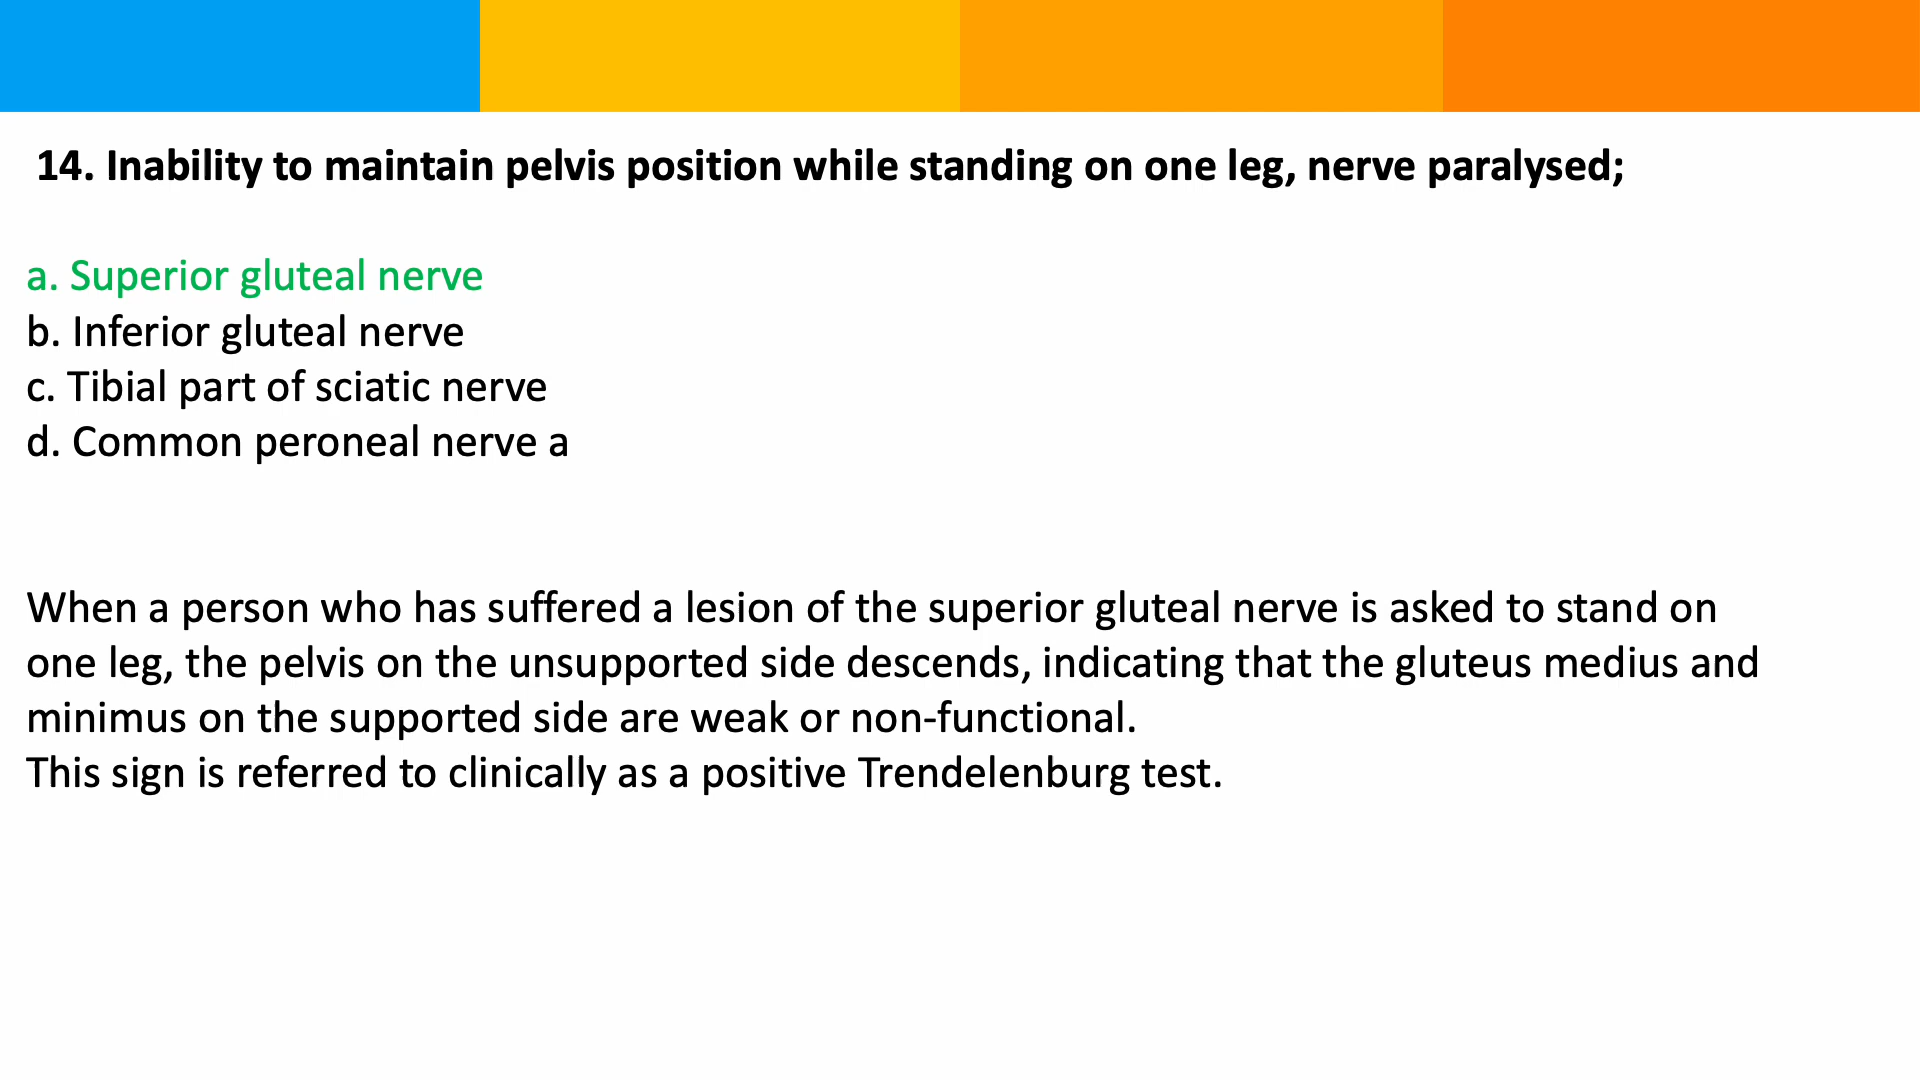 14. Inability to maintain pelvis position while standing on one leg, nerve paralysed;
a. Superior gluteal nerve
b. Inferior gluteal nerve
c. Tibial part of sciatic nerve
d. Common peroneal nerve a
When a person who has suffered a lesion of the superior gluteal nerve is asked to stand on
one leg, the pelvis on the unsupported side descends, indicating that the gluteus medius and
minimus on the supported side are weak or non-functional.
This sign is referred to clinically as a positive Trendelenburg test.